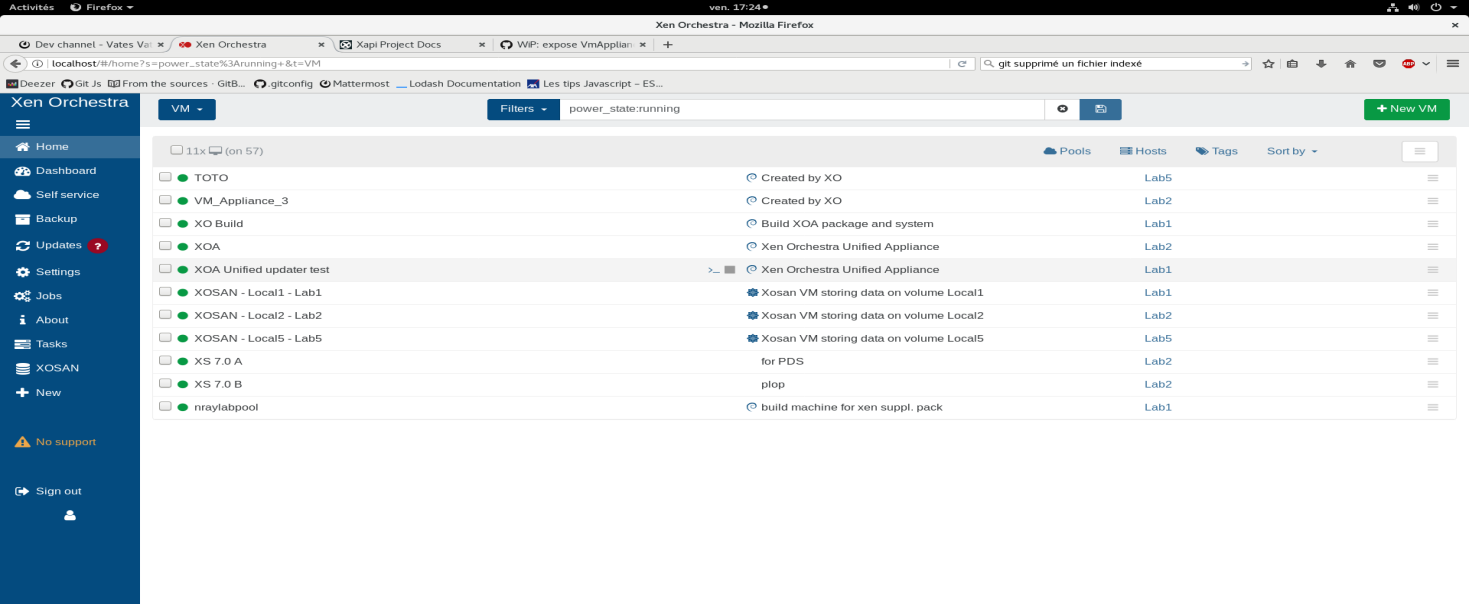 Activités Firefox ven. 17:24
Xen Orchestra - Mozilla Firefox
Dev channel - Vates Vat Xen Orchestra Xapi Project Docs WiP: expose VmApplian
localhost/#/home?s=power_state%3Arunning+&t=VM git supprimé un fichier indexé ABP
Deezer Git Js From the sources · GitB... .gitconfig Mattermost Lodash Documentation Les tips Javascript – ES...
Xen Orchestra VM Filters power_state:running + New VM
Home
Dashboard
Self service
Backup
Updates ?
Settings
Jobs
About
Tasks
XOSAN
New
No support
Sign out
11x (on 57) Pools Hosts Tags Sort by
TOTO Created by XO Lab5
VM_Appliance_3 Created by XO Lab2
XO Build Build XOA package and system Lab1
XOA Xen Orchestra Unified Appliance Lab2
XOA Unified updater test >_ Xen Orchestra Unified Appliance Lab1
XOSAN - Local1 - Lab1 Xosan VM storing data on volume Local1 Lab1
XOSAN - Local2 - Lab2 Xosan VM storing data on volume Local2 Lab2
XOSAN - Local5 - Lab5 Xosan VM storing data on volume Local5 Lab5
XS 7.0 A for PDS Lab2
XS 7.0 B plop Lab2
nraylabpool build machine for xen suppl. pack Lab1